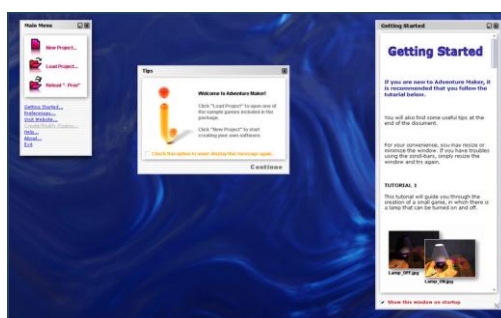 Main Menu
New Project...
Load Project...
Reload "- Prov"
Getting Started...
Preferences...
Visit Website...
Create/Modify Plugins...
Help...
About...
Exit
Tips
Welcome to Adventure Maker!
Click "Load Project" to open one of
the sample games included in the
package.
Click "New Project" to start
creating your own software.
Check this option to never display this message again.
Continue
Getting Started
Getting Started
If you are new to Adventure Maker, it
is recommended that you follow the
tutorial below.
You will also find some useful tips at the
end of the document.
For your convenience, you may resize or
minimize the window. If you have troubles
using the scroll-bars, simply resize the
window and try again.
TUTORIAL 1
This tutorial will guide you through the
creation of a small game, in which there is
a lamp that can be turned on and off.
Lamp_OFF.jpg
Lamp_ON.jpg
Show this window on startup